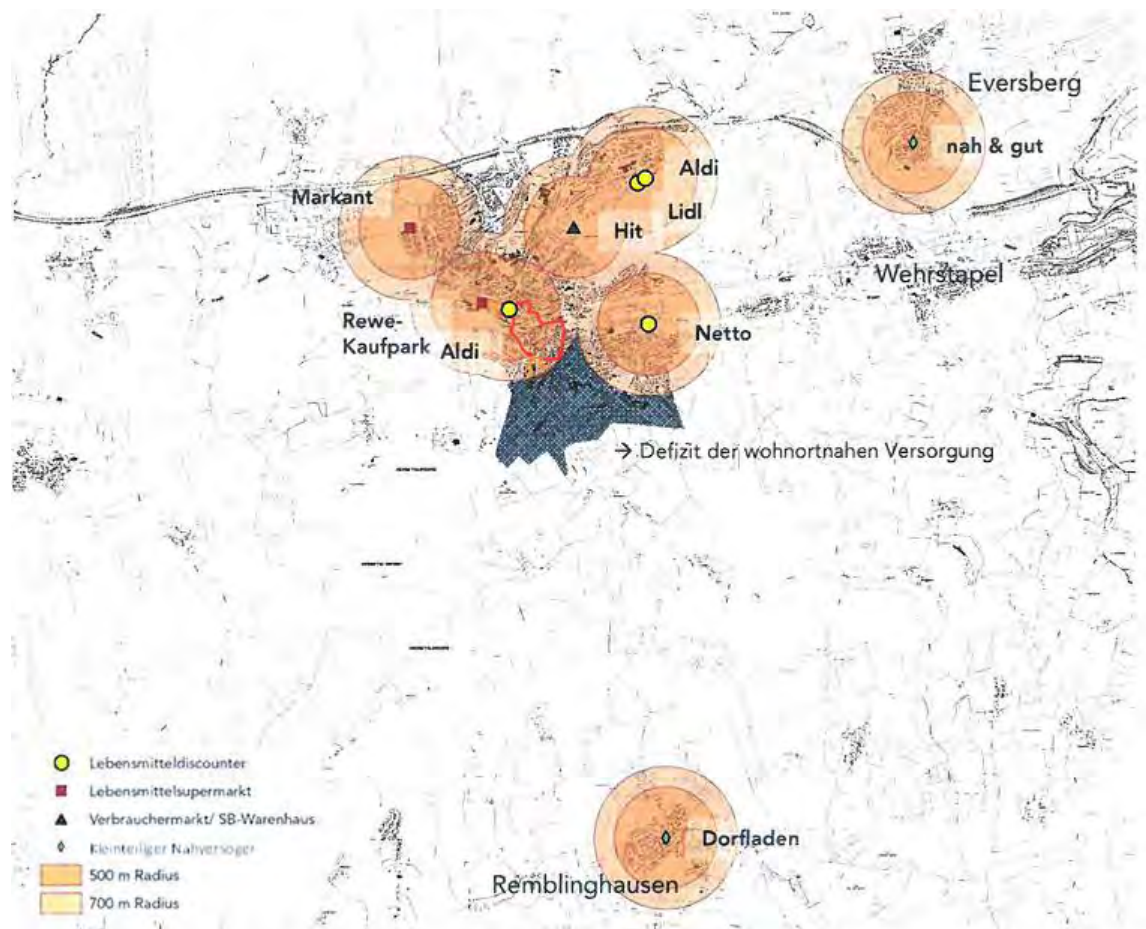 Eversberg
nah & gut
Aldi
Markant
Lidl
Hit
Wehrstapel
Rewe-
Kaufpark
Aldi
Netto
→ Defizit der wohnortnahen Versorgung
Lebensmitteldiscounter
Lebensmittelsupermarkt
Verbrauchermarkt/ SB-Warenhaus
Kleinteiliger Nahversoger
500 m Radius
700 m Radius
Dorfladen
Remblinghausen